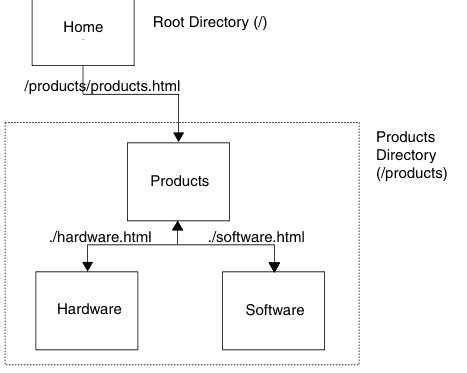 Home
Root Directory (/)
/products/products.html
Products
Directory
(/products)
Products
./hardware.html
./software.html
Hardware
Software